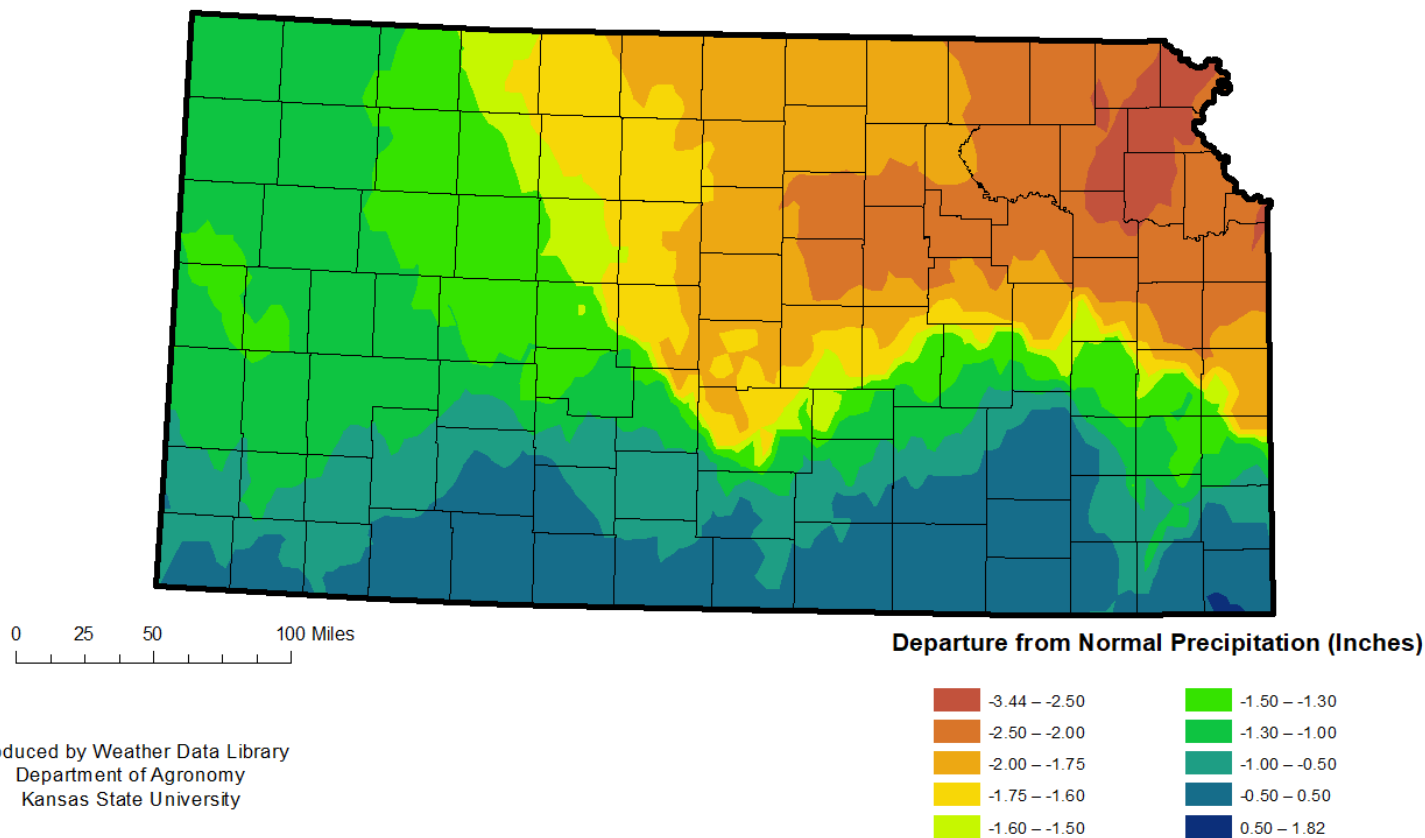 0 25 50 100 Miles
Departure from Normal Precipitation (Inches)
-3.44 – -2.50
-2.50 – -2.00
-2.00 – -1.75
-1.75 – -1.60
-1.60 – -1.50
-1.50 – -1.30
-1.30 – -1.00
-1.00 – -0.50
-0.50 – 0.50
0.50 – 1.82
oduced by Weather Data Library
Department of Agronomy
Kansas State University